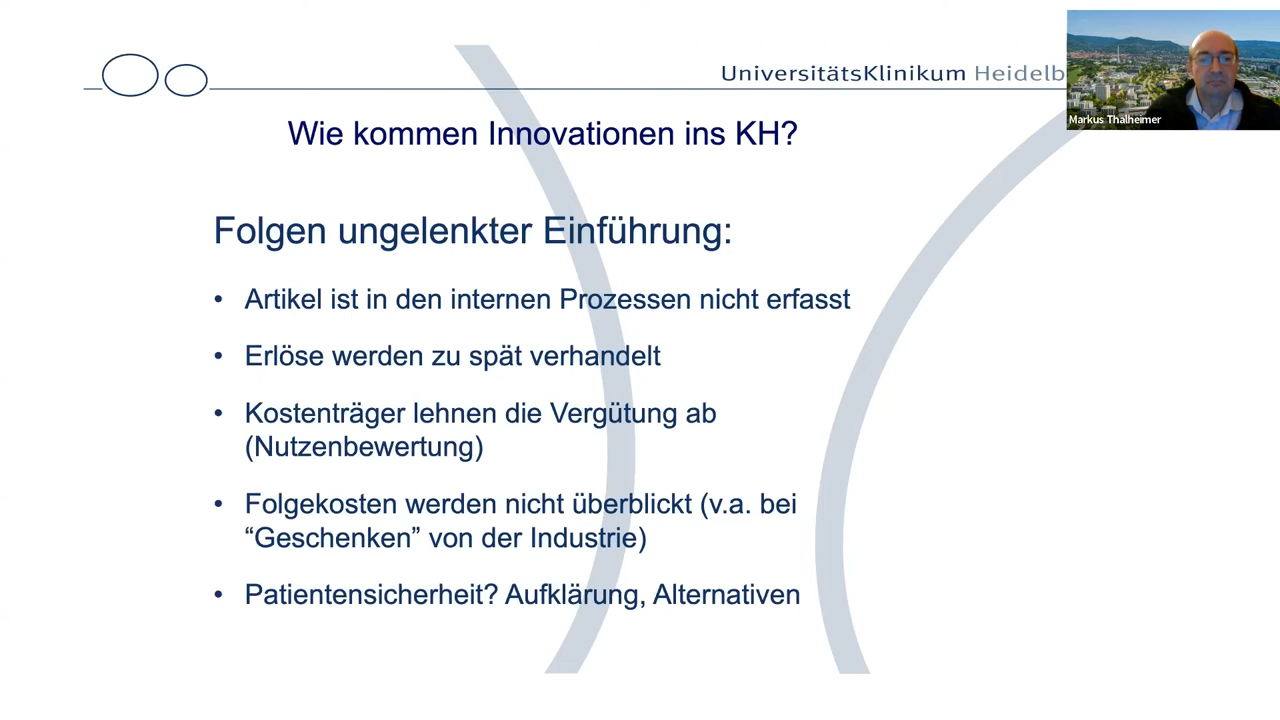 UniversitätsKlinikum Heidelb
Markus Thalheimer
Wie kommen Innovationen ins KH?
Folgen ungelenkter Einführung:
• Artikel ist in den internen Prozessen nicht erfasst
• Erlöse werden zu spät verhandelt
• Kostenträger lehnen die Vergütung ab
(Nutzenbewertung)
• Folgekosten werden nicht überblickt (v.a. bei
“Geschenken” von der Industrie)
• Patientensicherheit? Aufklärung, Alternativen